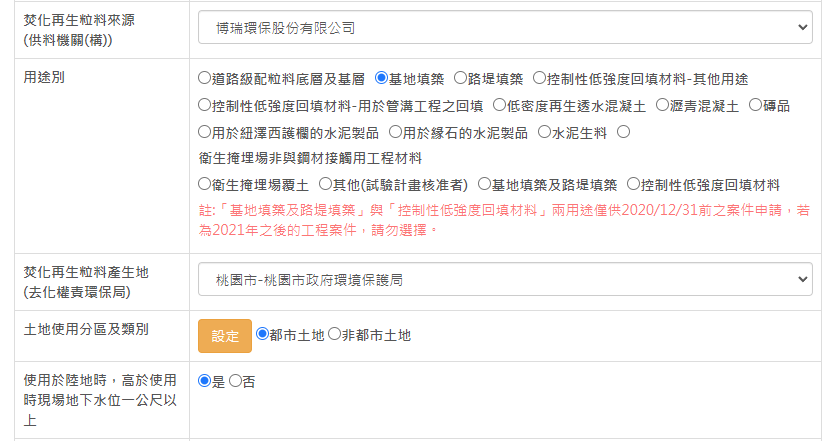 焚化再生粒料來源
(供料機關(構))
博瑞環保股份有限公司
用途別
道路級配粒料底層及基層 基地填築 路堤填築 控制性低強度回填材料-其他用途
控制性低強度回填材料-用於管溝工程之回填 低密度再生透水混凝土 瀝青混凝土 磚品
用於紐澤西護欄的水泥製品 用於緣石的水泥製品 水泥生料
衛生掩埋場非與鋼材接觸用工程材料
衛生掩埋場覆土 其他(試驗計畫核准者) 基地填築及路堤填築 控制性低強度回填材料
註:「基地填築及路堤填築」與「控制性低強度回填材料」兩用途僅供2020/12/31前之案件申請，若
為2021年之後的工程案件，請勿選擇。
焚化再生粒料產生地
(去化權責環保局)
桃園市-桃園市政府環境保護局
土地使用分區及類別
設定 都市土地 非都市土地
使用於陸地時，高於使用
時現場地下水位一公尺以
上
是 否